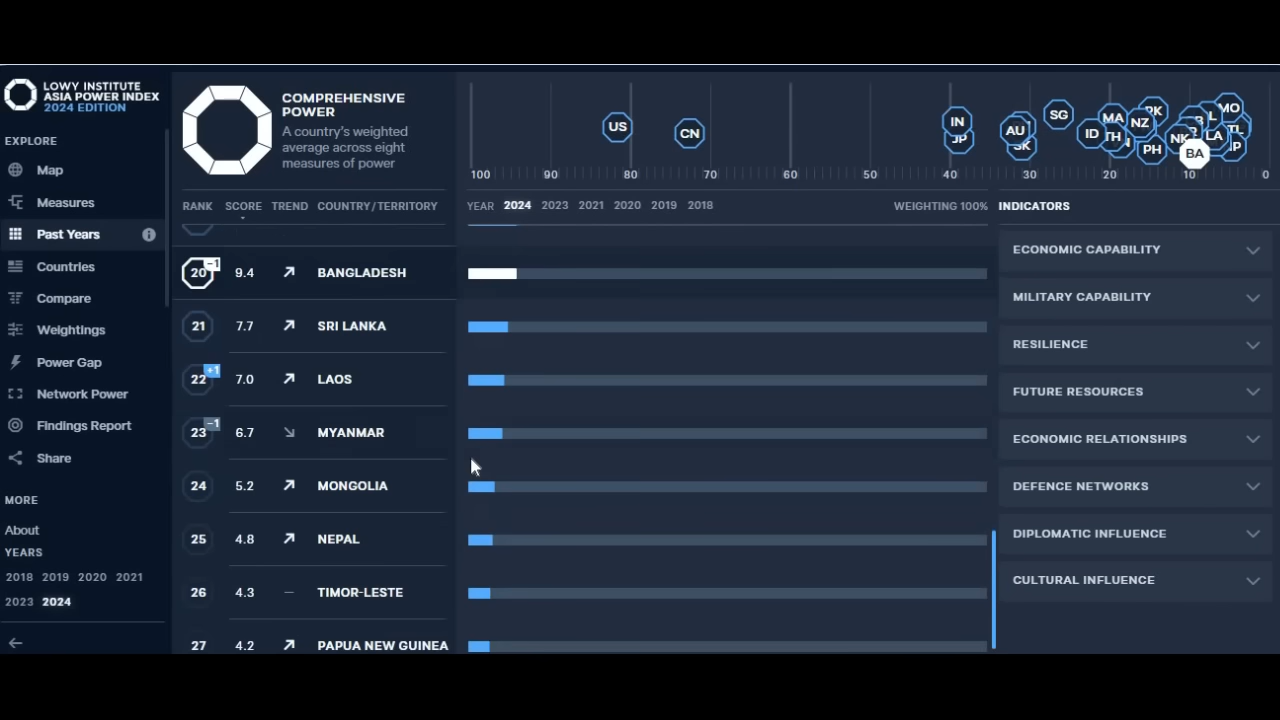 LOWY INSTITUTE
ASIA POWER INDEX
2024 EDITION
EXPLORE
Map
Measures
Past Years
Countries
Compare
Weightings
Power Gap
Network Power
Findings Report
Share
MORE
About
YEARS
2018 2019 2020 2021
2023 2024
COMPREHENSIVE
POWER
A country's weighted
average across eight
measures of power
US
CN
IN
JP
AU
SK
SG
ID
MA
TH
NZ
PK
PH
NK
BA
LA
MO
100 90 80 70 60 50 40 30 20 10 0
RANK SCORE TREND COUNTRY/TERRITORY
YEAR 2024 2023 2021 2020 2019 2018 WEIGHTING 100%
20 -1 9.4 BANGLADESH
21 7.7 SRI LANKA
22 +1 7.0 LAOS
23 -1 6.7 MYANMAR
24 5.2 MONGOLIA
25 4.8 NEPAL
26 4.3 — TIMOR-LESTE
27 4.2 PAPUA NEW GUINEA
INDICATORS
ECONOMIC CAPABILITY
MILITARY CAPABILITY
RESILIENCE
FUTURE RESOURCES
ECONOMIC RELATIONSHIPS
DEFENCE NETWORKS
DIPLOMATIC INFLUENCE
CULTURAL INFLUENCE